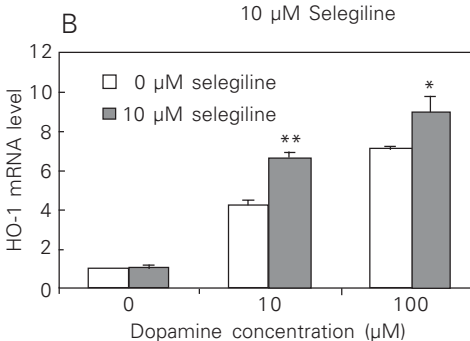 10 μM Selegiline
B
12
10
8
6
4
2
0
HO-1 mRNA level
0 μM selegiline
10 μM selegiline
**
*
0 10 100
Dopamine concentration (μM)